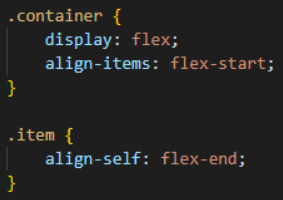 .container {
    display: flex;
    align-items: flex-start;
}

.item {
    align-self: flex-end;
}